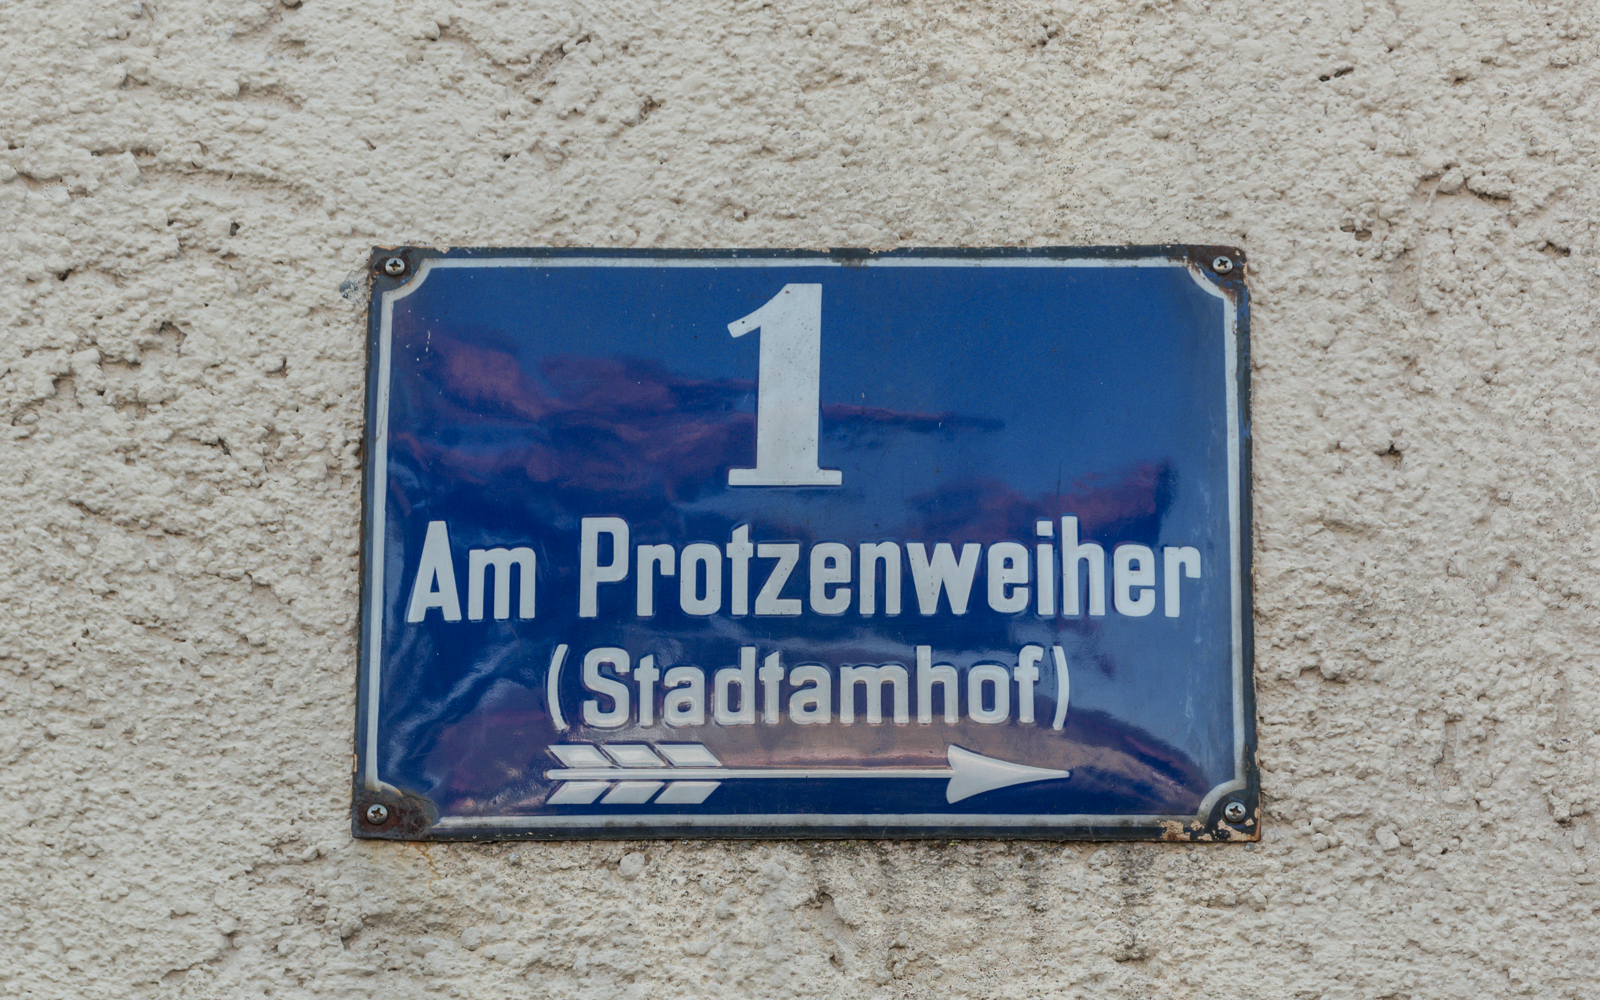 1
Am Protzenweiher
(Stadtamhof)